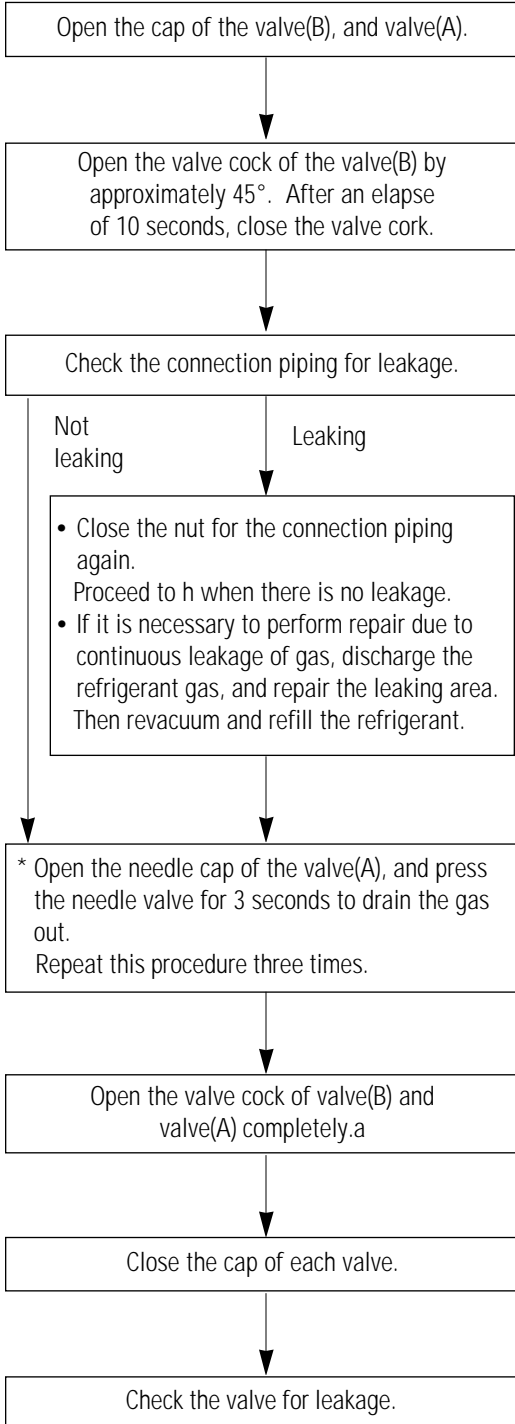 Open the cap of the valve(B), and valve(A).
Open the valve cock of the valve(B) by
approximately 45°. After an elapse
of 10 seconds, close the valve cork.
Check the connection piping for leakage.
Not
leaking
Leaking
• Close the nut for the connection piping
again.
Proceed to h when there is no leakage.
• If it is necessary to perform repair due to
continuous leakage of gas, discharge the
refrigerant gas, and repair the leaking area.
Then revacuum and refill the refrigerant.
* Open the needle cap of the valve(A), and press
the needle valve for 3 seconds to drain the gas
out.
Repeat this procedure three times.
Open the valve cock of valve(B) and
valve(A) completely.a
Close the cap of each valve.
Check the valve for leakage.